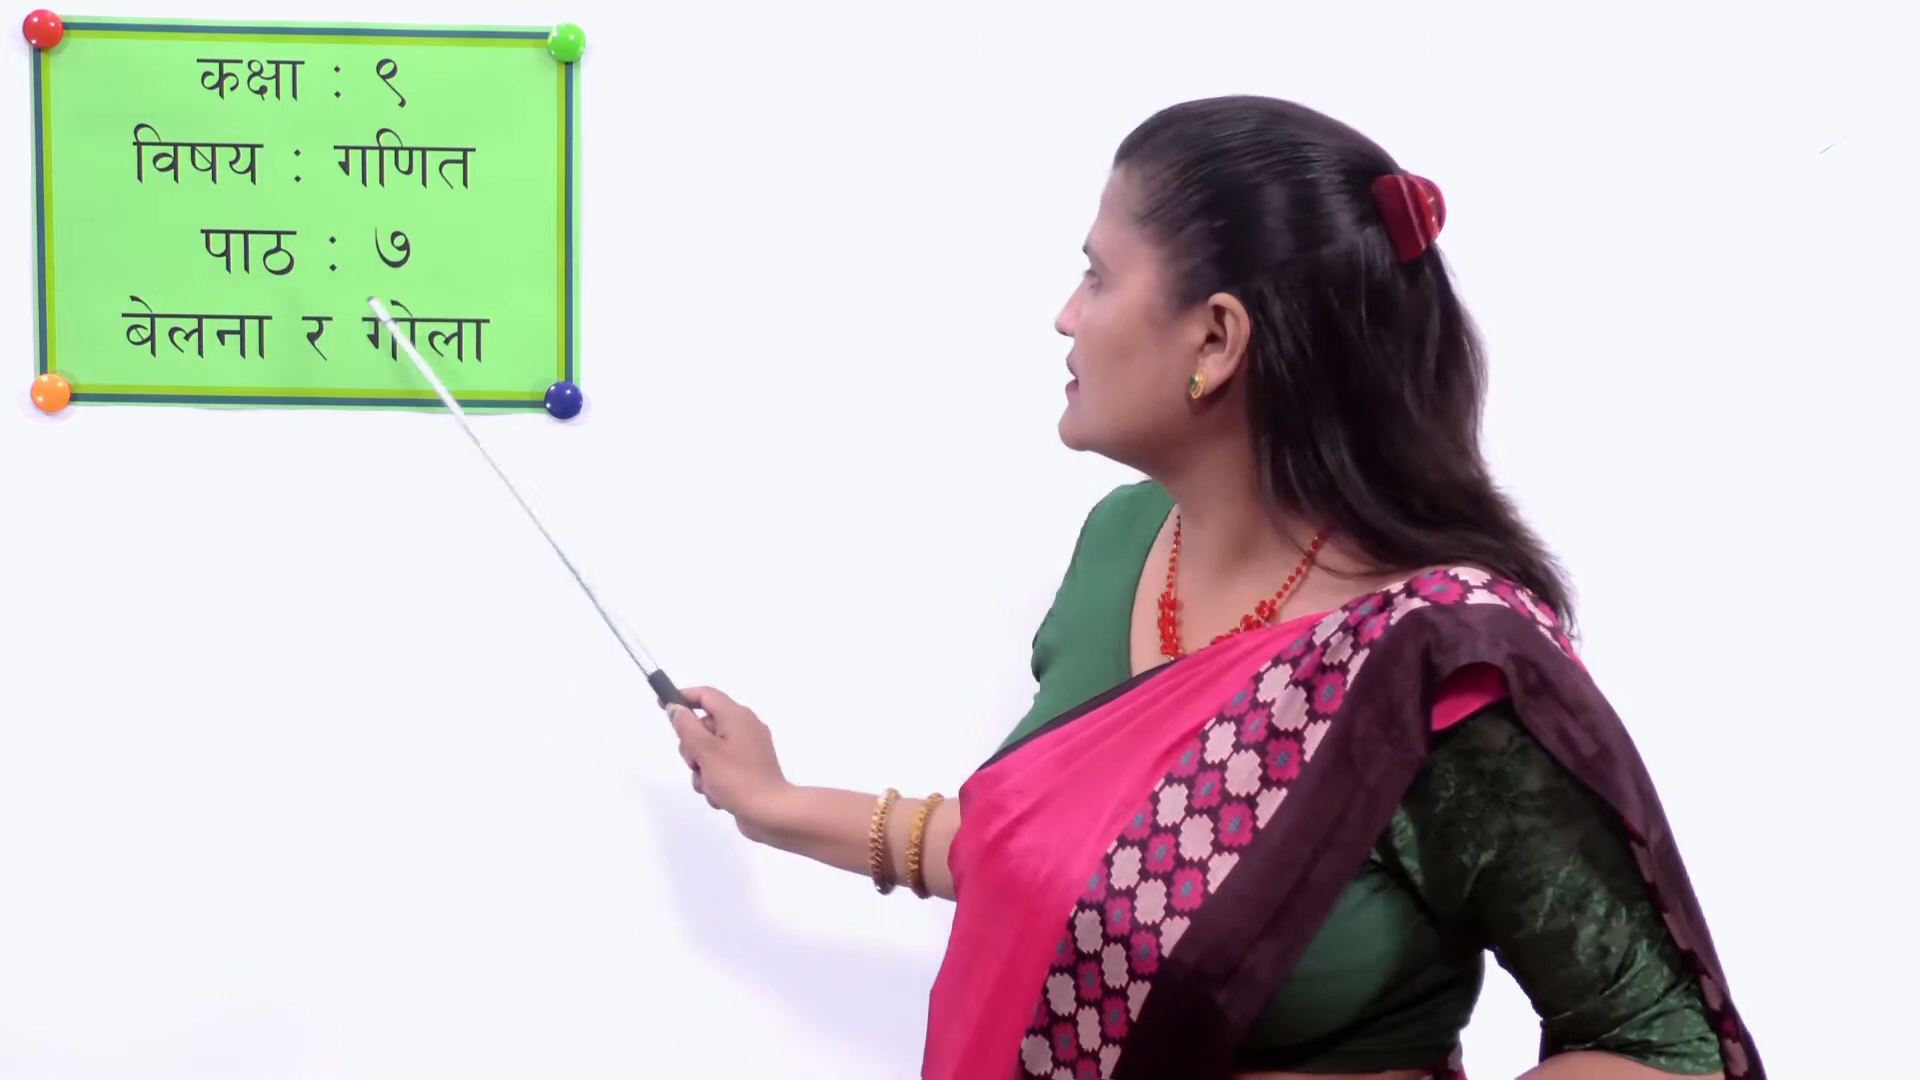 कक्षा : ९
विषय : गणित
पाठ : ७
बेलना र गोला